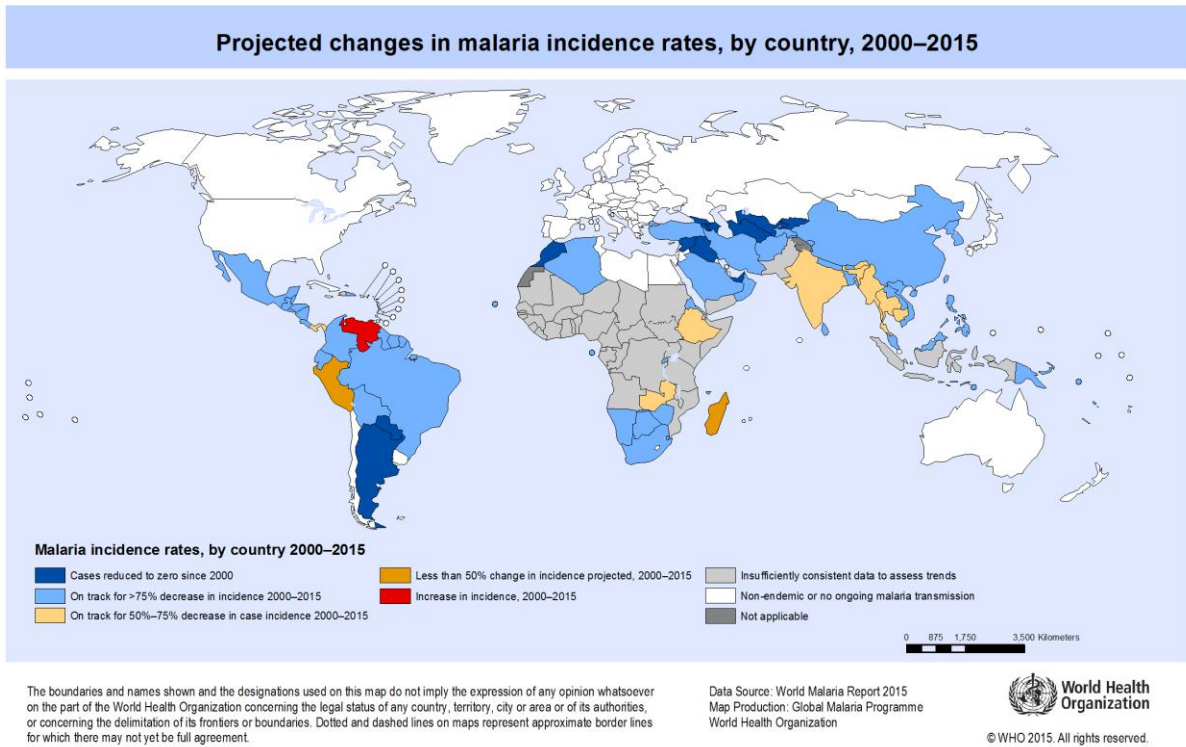 Projected changes in malaria incidence rates, by country, 2000–2015
Malaria incidence rates, by country 2000–2015
Cases reduced to zero since 2000
On track for >75% decrease in incidence 2000–2015
On track for 50%–75% decrease in case incidence 2000–2015
Less than 50% change in incidence projected, 2000–2015
Increase in incidence, 2000–2015
Insufficiently consistent data to assess trends
Non-endemic or no ongoing malaria transmission
Not applicable
0 875 1,750 3,500 Kilometers
The boundaries and names shown and the designations used on this map do not imply the expression of any opinion whatsoever
on the part of the World Health Organization concerning the legal status of any country, territory, city or area or of its authorities,
or concerning the delimitation of its frontiers or boundaries. Dotted and dashed lines on maps represent approximate border lines
for which there may not yet be full agreement.
Data Source: World Malaria Report 2015
Map Production: Global Malaria Programme
World Health Organization
World Health
Organization
© WHO 2015. All rights reserved.